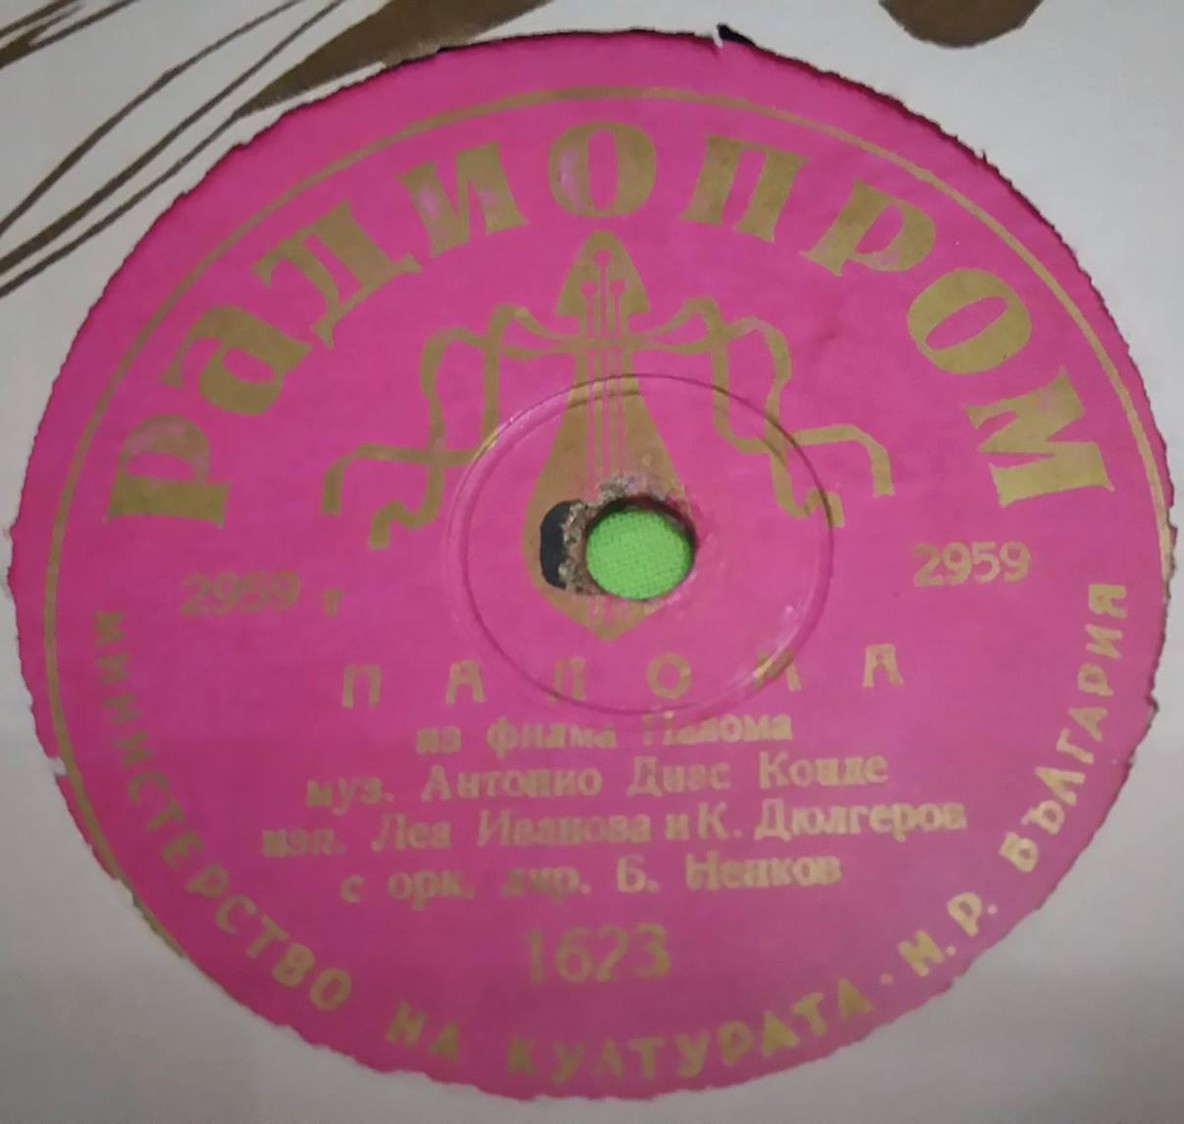 Радиопром
2959 т
2959
ПАЛОМА
из филма Палома
муз. Антонио Диас Конде
изп. Леа Иванова и К. Дюлгеров
с орк. дир. Б. Ненков
1623
МИНИСТЕРСТВО НА КУЛТУРАТА · Н. Р. БЪЛГАРИЯ